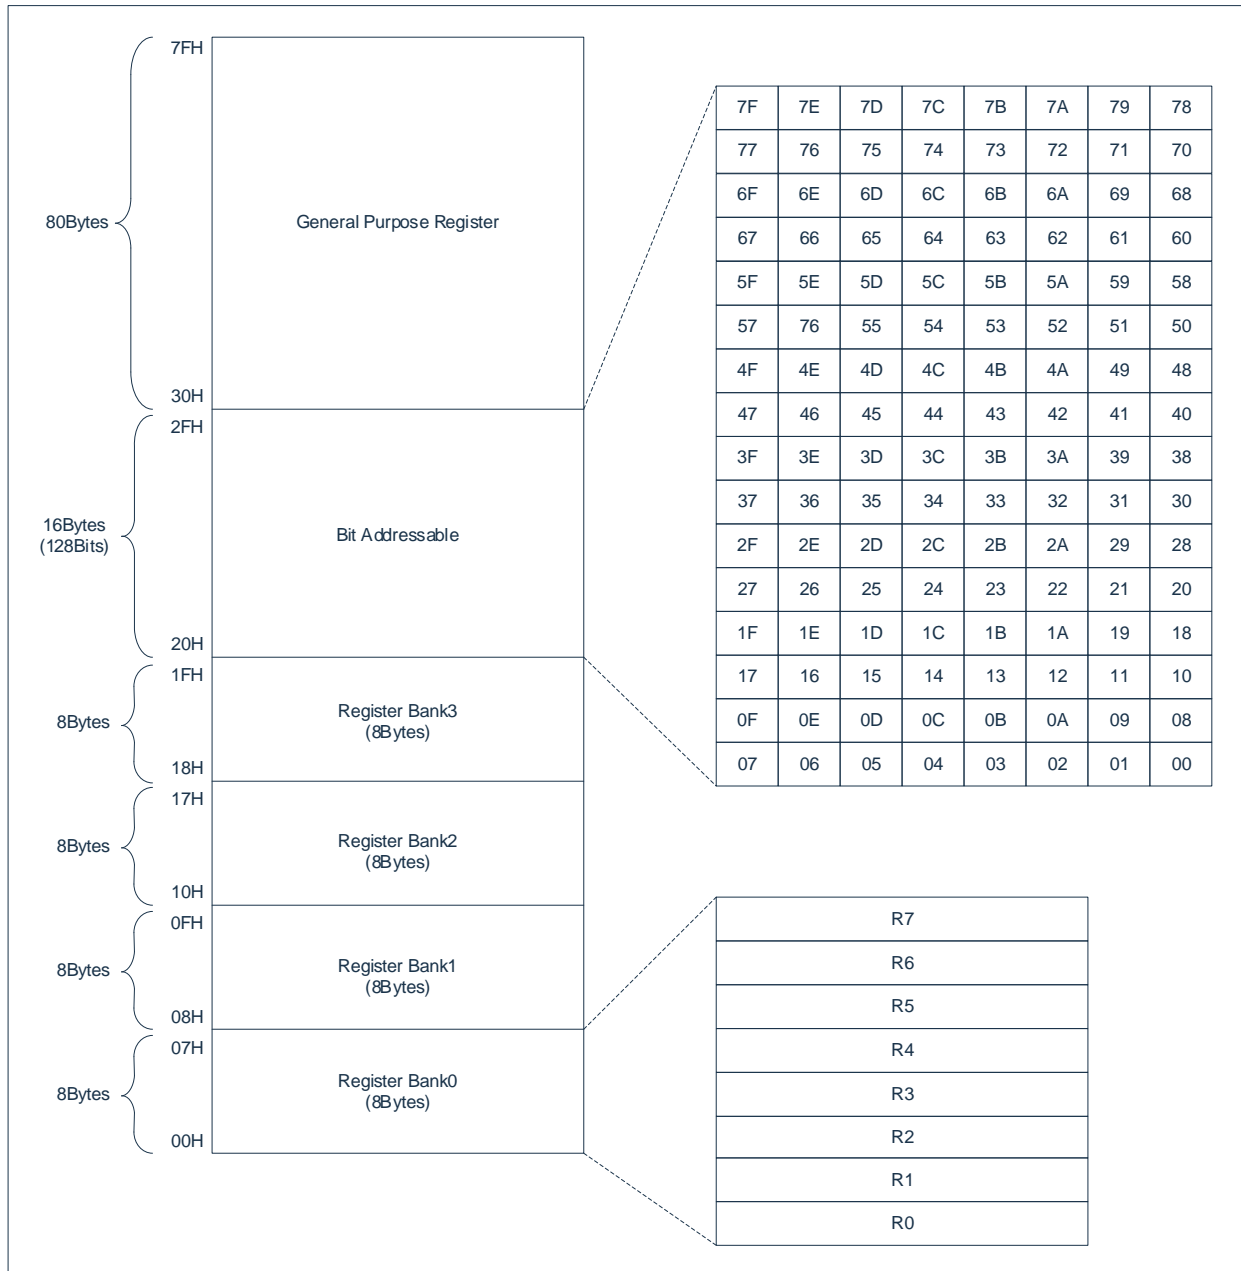 7FH
80Bytes
General Purpose Register
30H
2FH
16Bytes
(128Bits)
Bit Addressable
20H
1FH
8Bytes
Register Bank3
(8Bytes)
18H
17H
8Bytes
Register Bank2
(8Bytes)
10H
0FH
8Bytes
Register Bank1
(8Bytes)
08H
07H
8Bytes
Register Bank0
(8Bytes)
00H
7F 7E 7D 7C 7B 7A 79 78
77 76 75 74 73 72 71 70
6F 6E 6D 6C 6B 6A 69 68
67 66 65 64 63 62 61 60
5F 5E 5D 5C 5B 5A 59 58
57 76 55 54 53 52 51 50
4F 4E 4D 4C 4B 4A 49 48
47 46 45 44 43 42 41 40
3F 3E 3D 3C 3B 3A 39 38
37 36 35 34 33 32 31 30
2F 2E 2D 2C 2B 2A 29 28
27 26 25 24 23 22 21 20
1F 1E 1D 1C 1B 1A 19 18
17 16 15 14 13 12 11 10
0F 0E 0D 0C 0B 0A 09 08
07 06 05 04 03 02 01 00
R7
R6
R5
R4
R3
R2
R1
R0